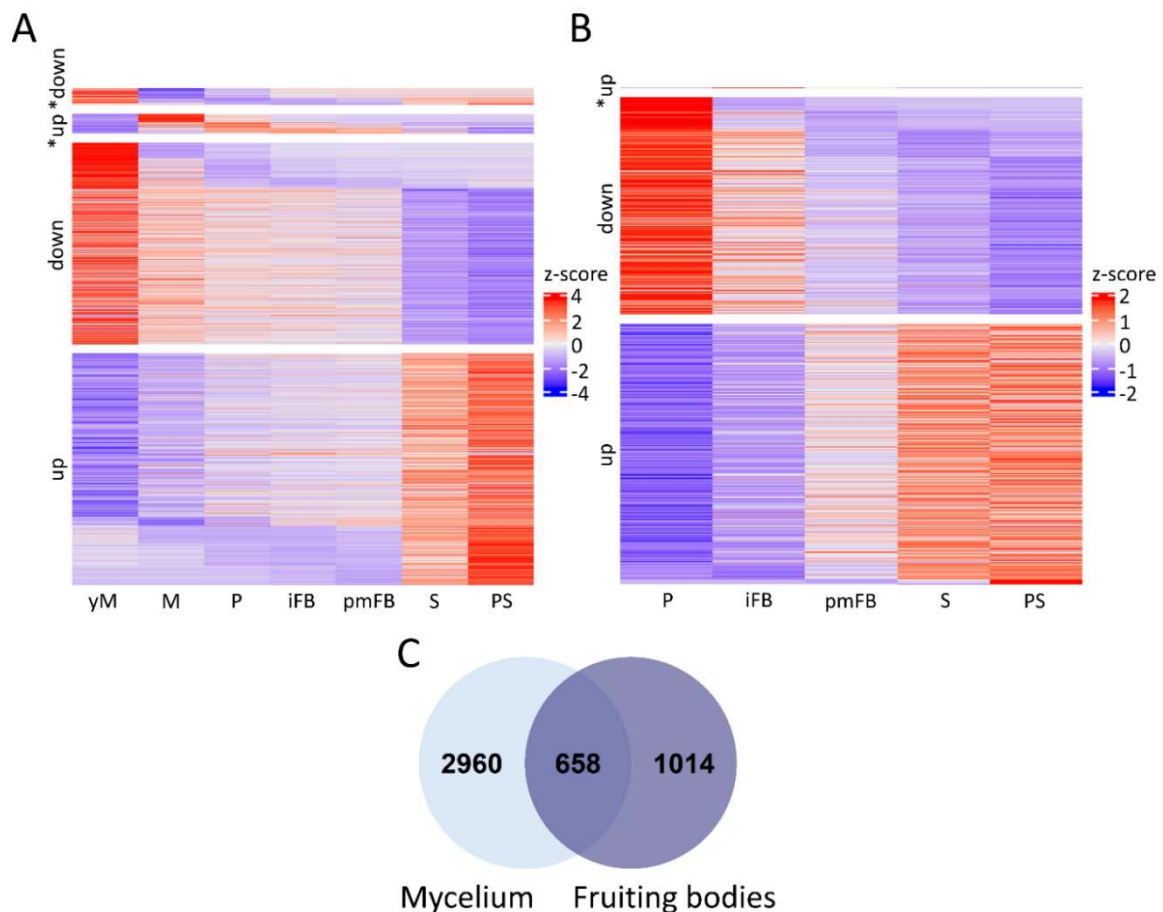 A
*down
*up
down
up
yM M P iFB pmFB S PS
z-score
4
2
0
-2
-4
B
*up
down
up
P iFB pmFB S PS
z-score
2
1
0
-1
-2
C
2960 658 1014
Mycelium Fruiting bodies